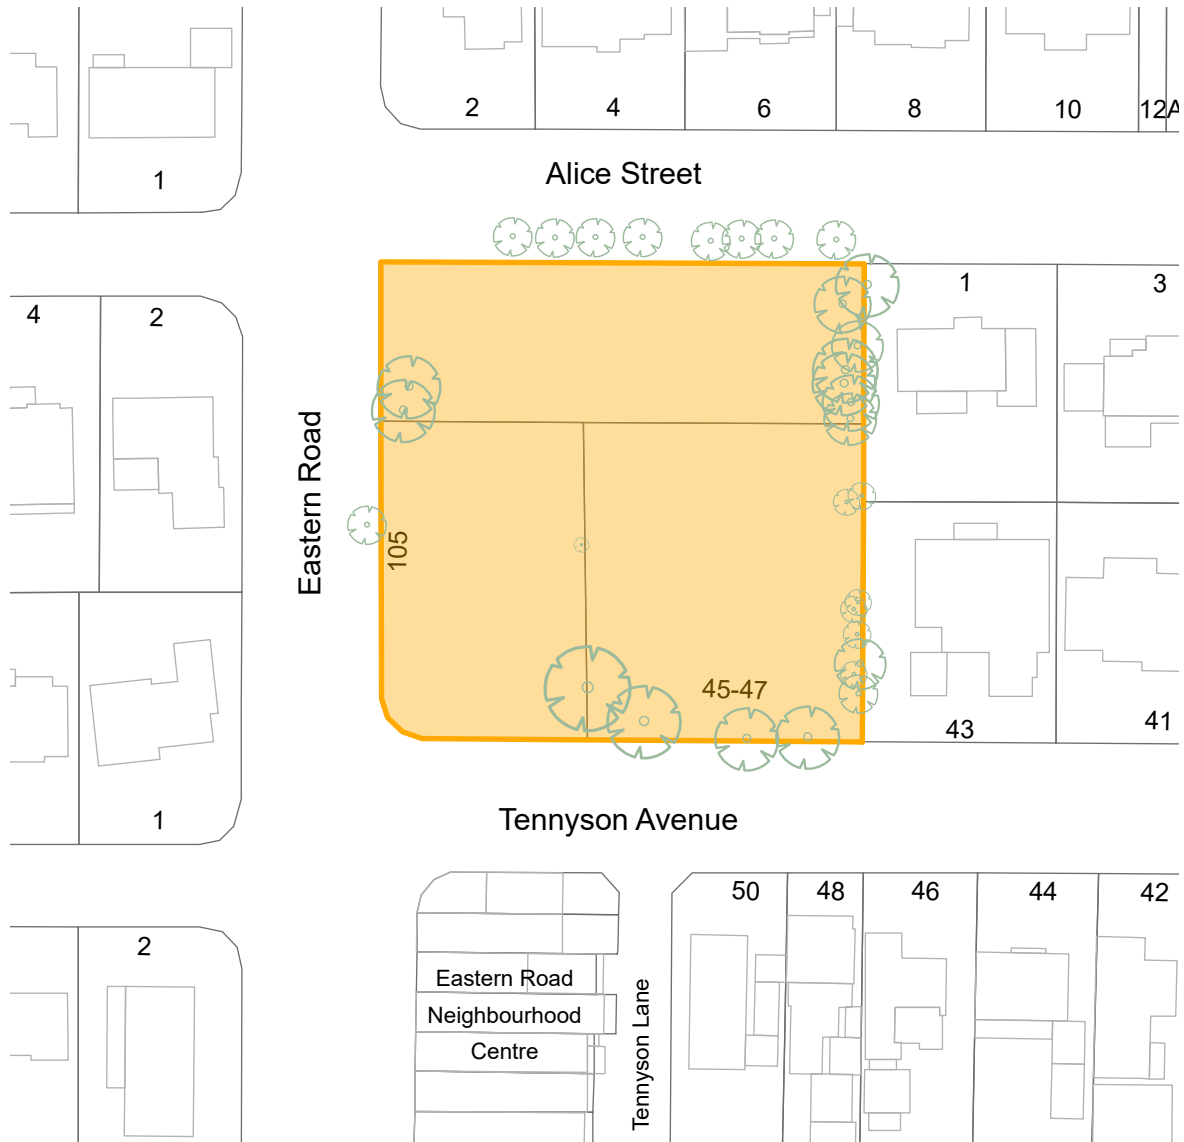 2
4
6
8
10
12A
1
Alice Street
1
3
4
2
Eastern Road
105
45-47
43
41
1
Tennyson Avenue
50
48
46
44
42
2
Eastern Road
Neighbourhood
Centre
Tennyson Lane